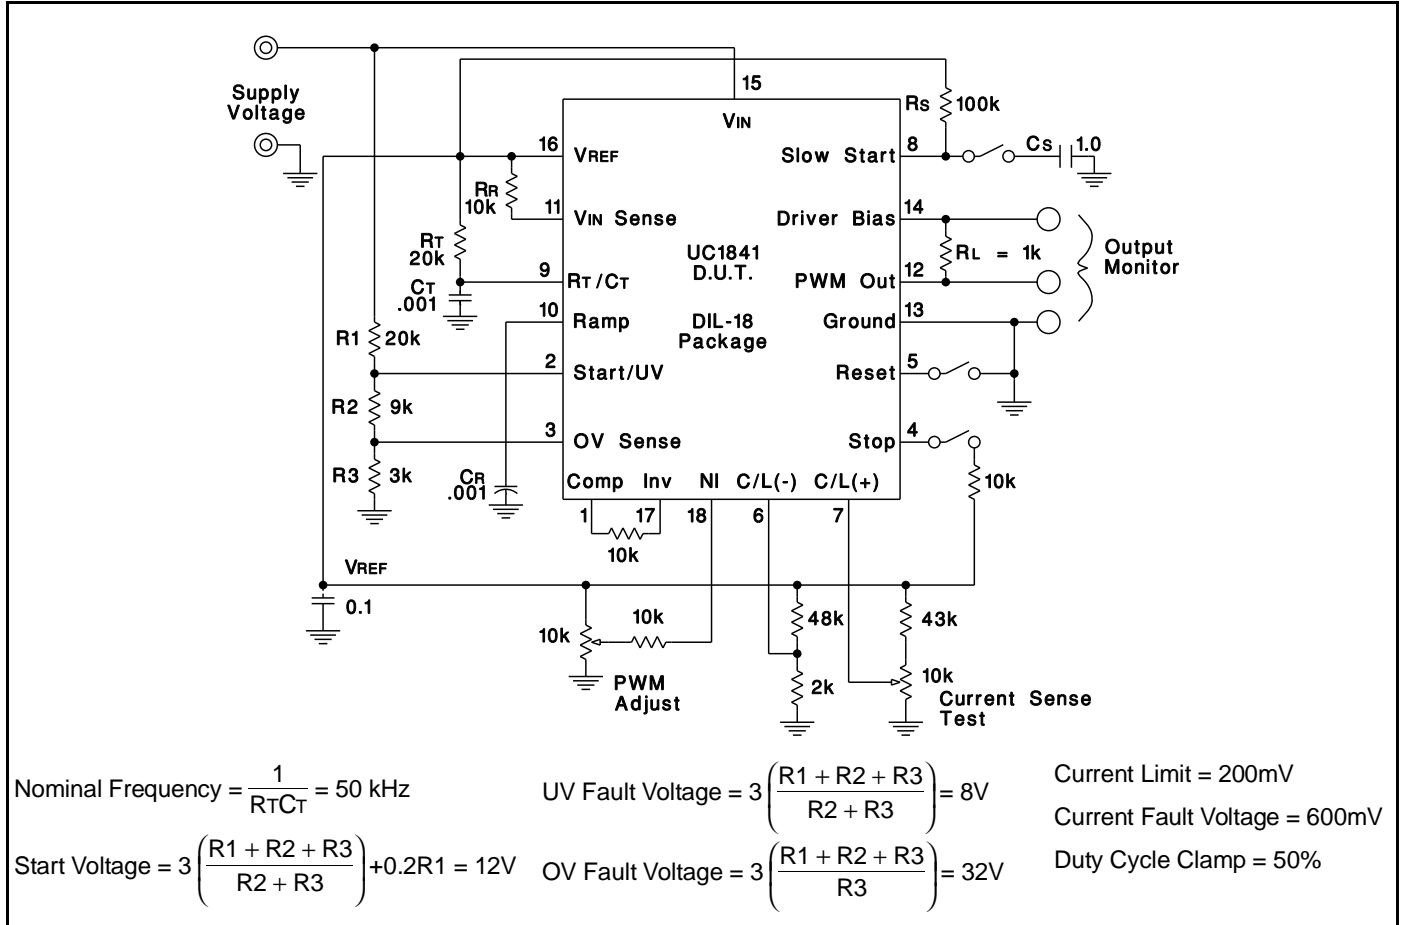 Supply
Voltage
15
VIN
RS 100k
16 VREF
Slow Start 8
CS 1.0
RR
10k
11 VIN Sense
Driver Bias 14
RT
20k
UC1841
D.U.T.
RL = 1k
Output
Monitor
9 RT/CT
PWM Out 12
CT
.001
10 Ramp
DIL-18
Package
Ground 13
R1 20k
2 Start/UV
Reset 5
R2 9k
3 OV Sense
Stop 4
R3 3k
CR
.001
Comp Inv NI C/L(-) C/L(+)
10k
1 17 18 6 7
10k
VREF
0.1
10k
10k
48k
43k
PWM
Adjust
2k
10k
Current Sense
Test
Nominal Frequency = 1 / RTCT = 50 kHz
UV Fault Voltage = 3 (R1 + R2 + R3 / R2 + R3) = 8V
Current Limit = 200mV
Current Fault Voltage = 600mV
Start Voltage = 3 (R1 + R2 + R3 / R2 + R3) +0.2R1 = 12V
OV Fault Voltage = 3 (R1 + R2 + R3 / R3) = 32V
Duty Cycle Clamp = 50%